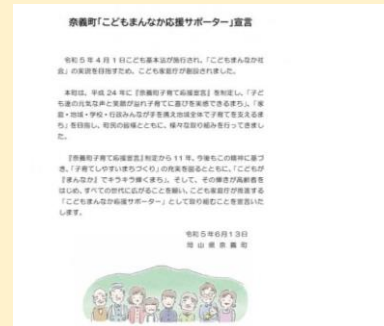 奈義町「こどもまんなか応援サポーター」宣言
令和５年４月１日こども基本法が施行され、「こどもまんなか社
会」の実現を目指すため、こども家庭庁が創設されました。
本町は、平成 24 年に『奈義町子育て応援宣言』を制定し、「子ど
も達の元気な声と笑顔が溢れ子育てに喜びを実感できるまち」、「家
庭・地域・学校・行政みんなが手を携え地域全体で子育てを支えるま
ち」を目指し、町民の皆様とともに、様々な取り組みを行ってきまし
た。
『奈義町子育て応援宣言』制定から 11 年、今後もこの精神に基づ
き、「子育てしやすいまちづくり」の充実を図るとともに、「こどもが
『まんなか』でキラキラ輝くまち」、そして、その輝きが高齢者を
はじめ、すべての世代に広がることを願い、こども家庭庁が推進する
「こどもまんなか応援サポーター」として取り組むことを宣言いた
します。
令和５年６月１３日
岡 山 県 奈 義 町